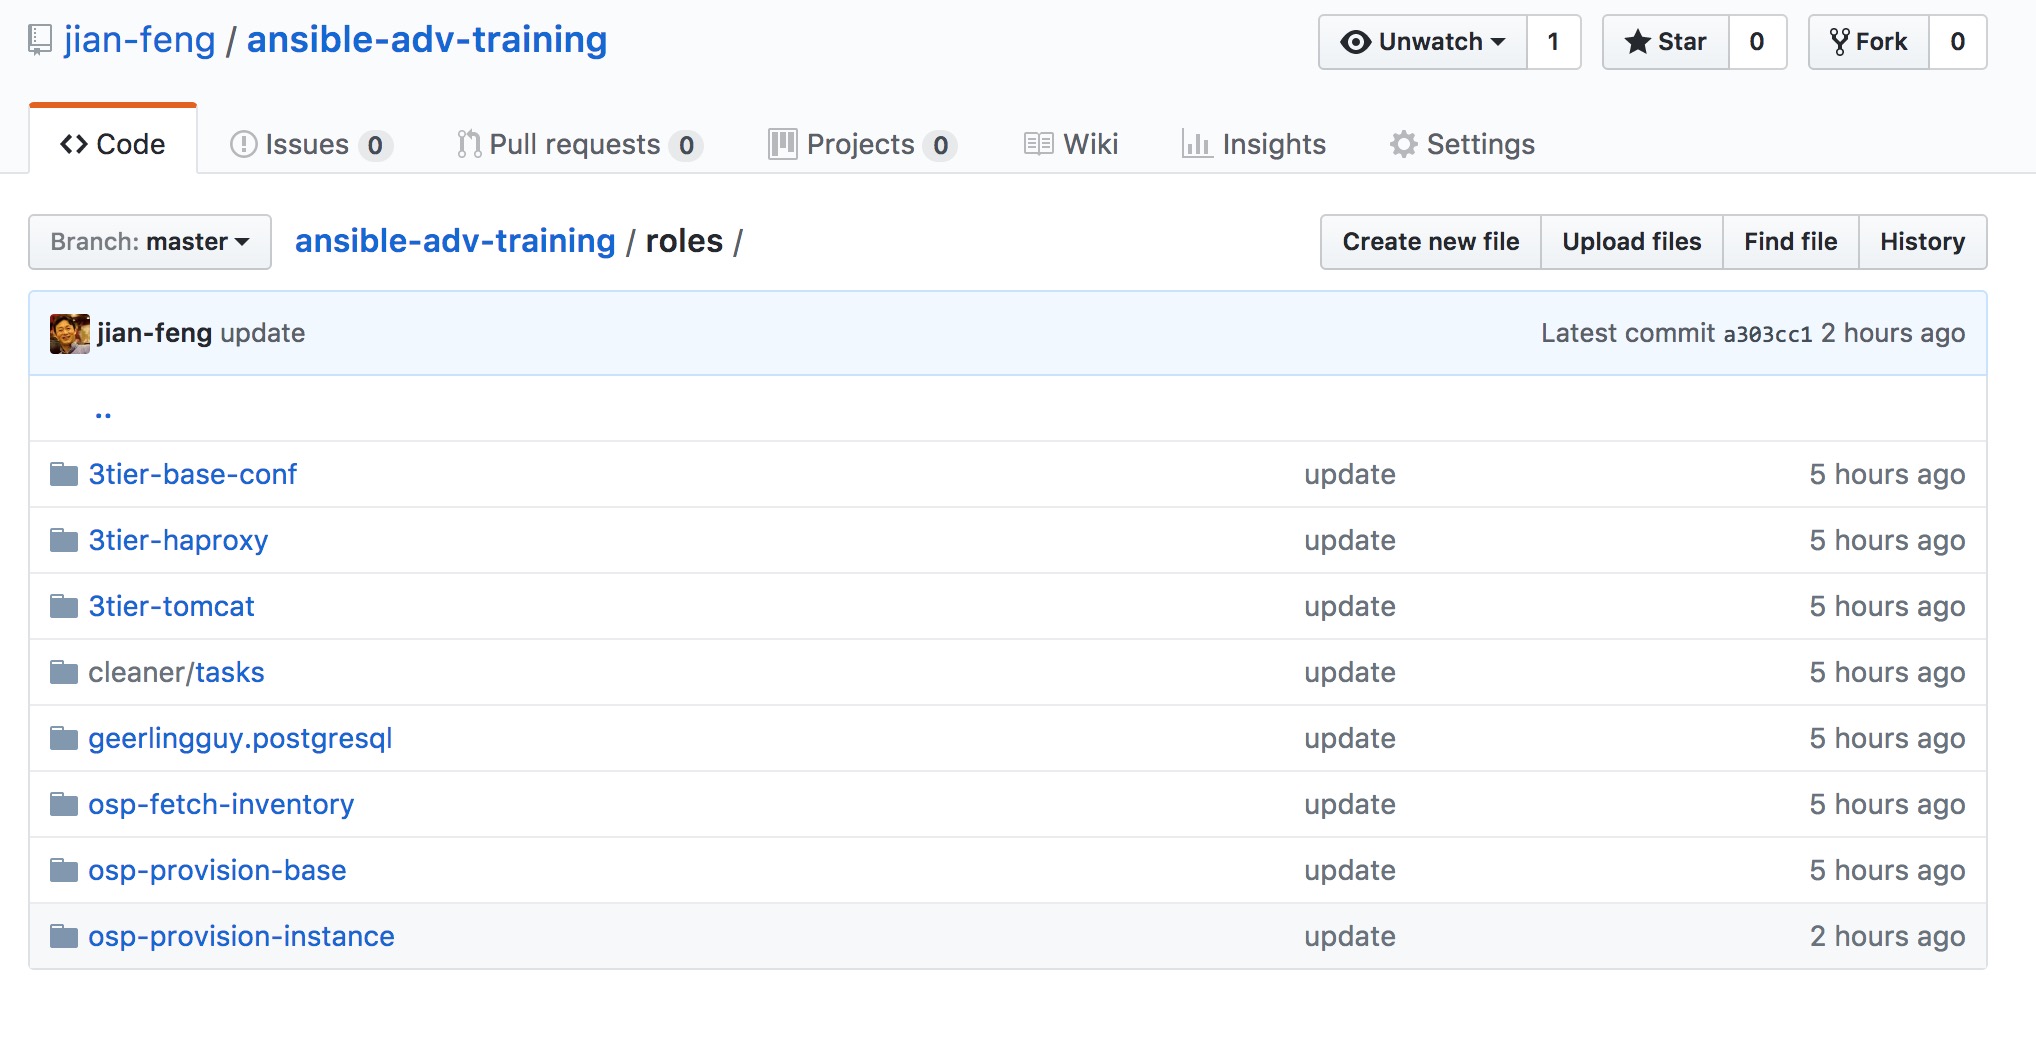 jian-feng / ansible-adv-training Unwatch 1 Star 0 Fork 0
Code Issues 0 Pull requests 0 Projects 0 Wiki Insights Settings
Branch: master ansible-adv-training / roles / Create new file Upload files Find file History
jian-feng update Latest commit a303cc1 2 hours ago
..
3tier-base-conf update 5 hours ago
3tier-haproxy update 5 hours ago
3tier-tomcat update 5 hours ago
cleaner/tasks update 5 hours ago
geerlingguy.postgresql update 5 hours ago
osp-fetch-inventory update 5 hours ago
osp-provision-base update 5 hours ago
osp-provision-instance update 2 hours ago